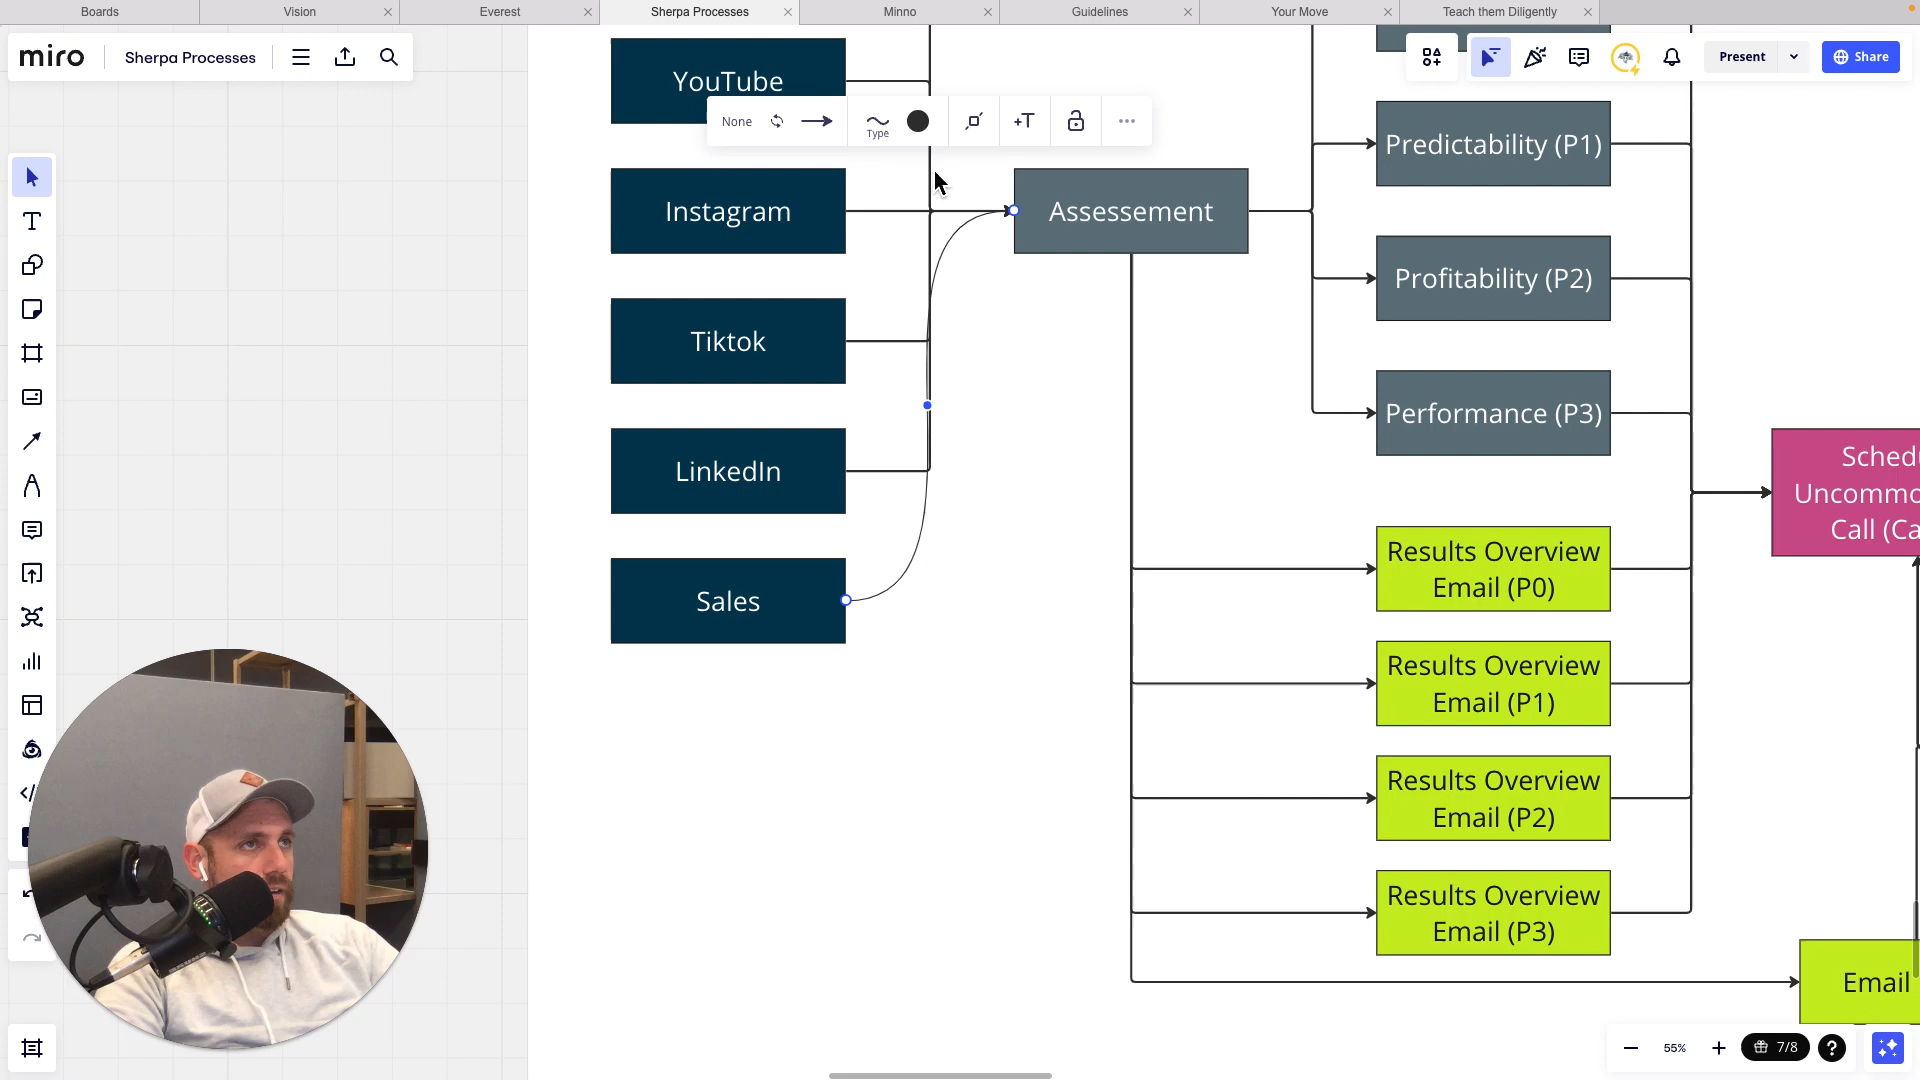 Boards
Vision
Everest
Sherpa Processes
Minno
Guidelines
Your Move
Teach them Diligently
miro
Sherpa Processes
Present
Share
YouTube
None
Type
+T
Instagram
Assessement
Predictability (P1)
Tiktok
Profitability (P2)
LinkedIn
Performance (P3)
Sales
Results Overview
Email (P0)
Results Overview
Email (P1)
Results Overview
Email (P2)
Results Overview
Email (P3)
Schedu
Uncommo
Call (Ca
Email
55%
7/8